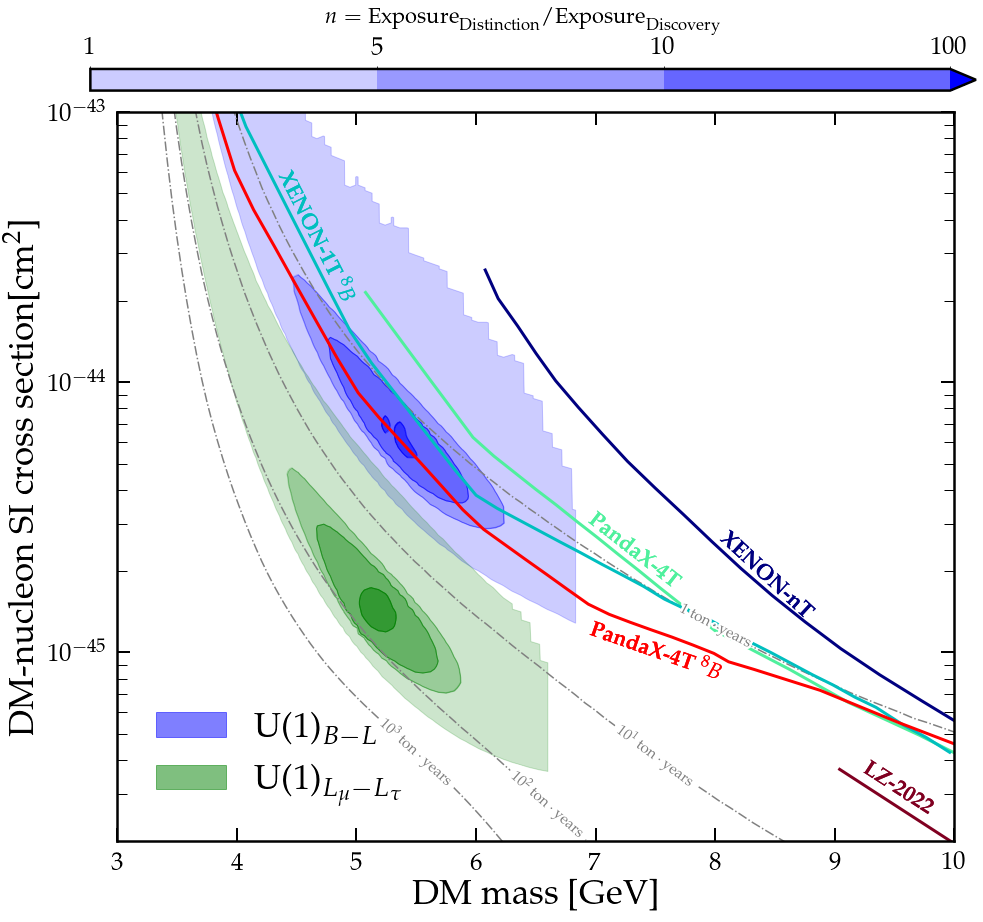 n = Exposure_Distinction/Exposure_Discovery
1 5 10 100
10^−43
10^−44
10^−45
DM-nucleon SI cross section[cm^2]
XENON-1T ^8B
PandaX-4T
XENON-nT
1 ton·years
PandaX-4T ^8B
10^1 ton·years
10^2 ton·years
10^3 ton·years
LZ-2022
U(1)_{B−L}
U(1)_{L_μ−L_τ}
3 4 5 6 7 8 9 10
DM mass [GeV]